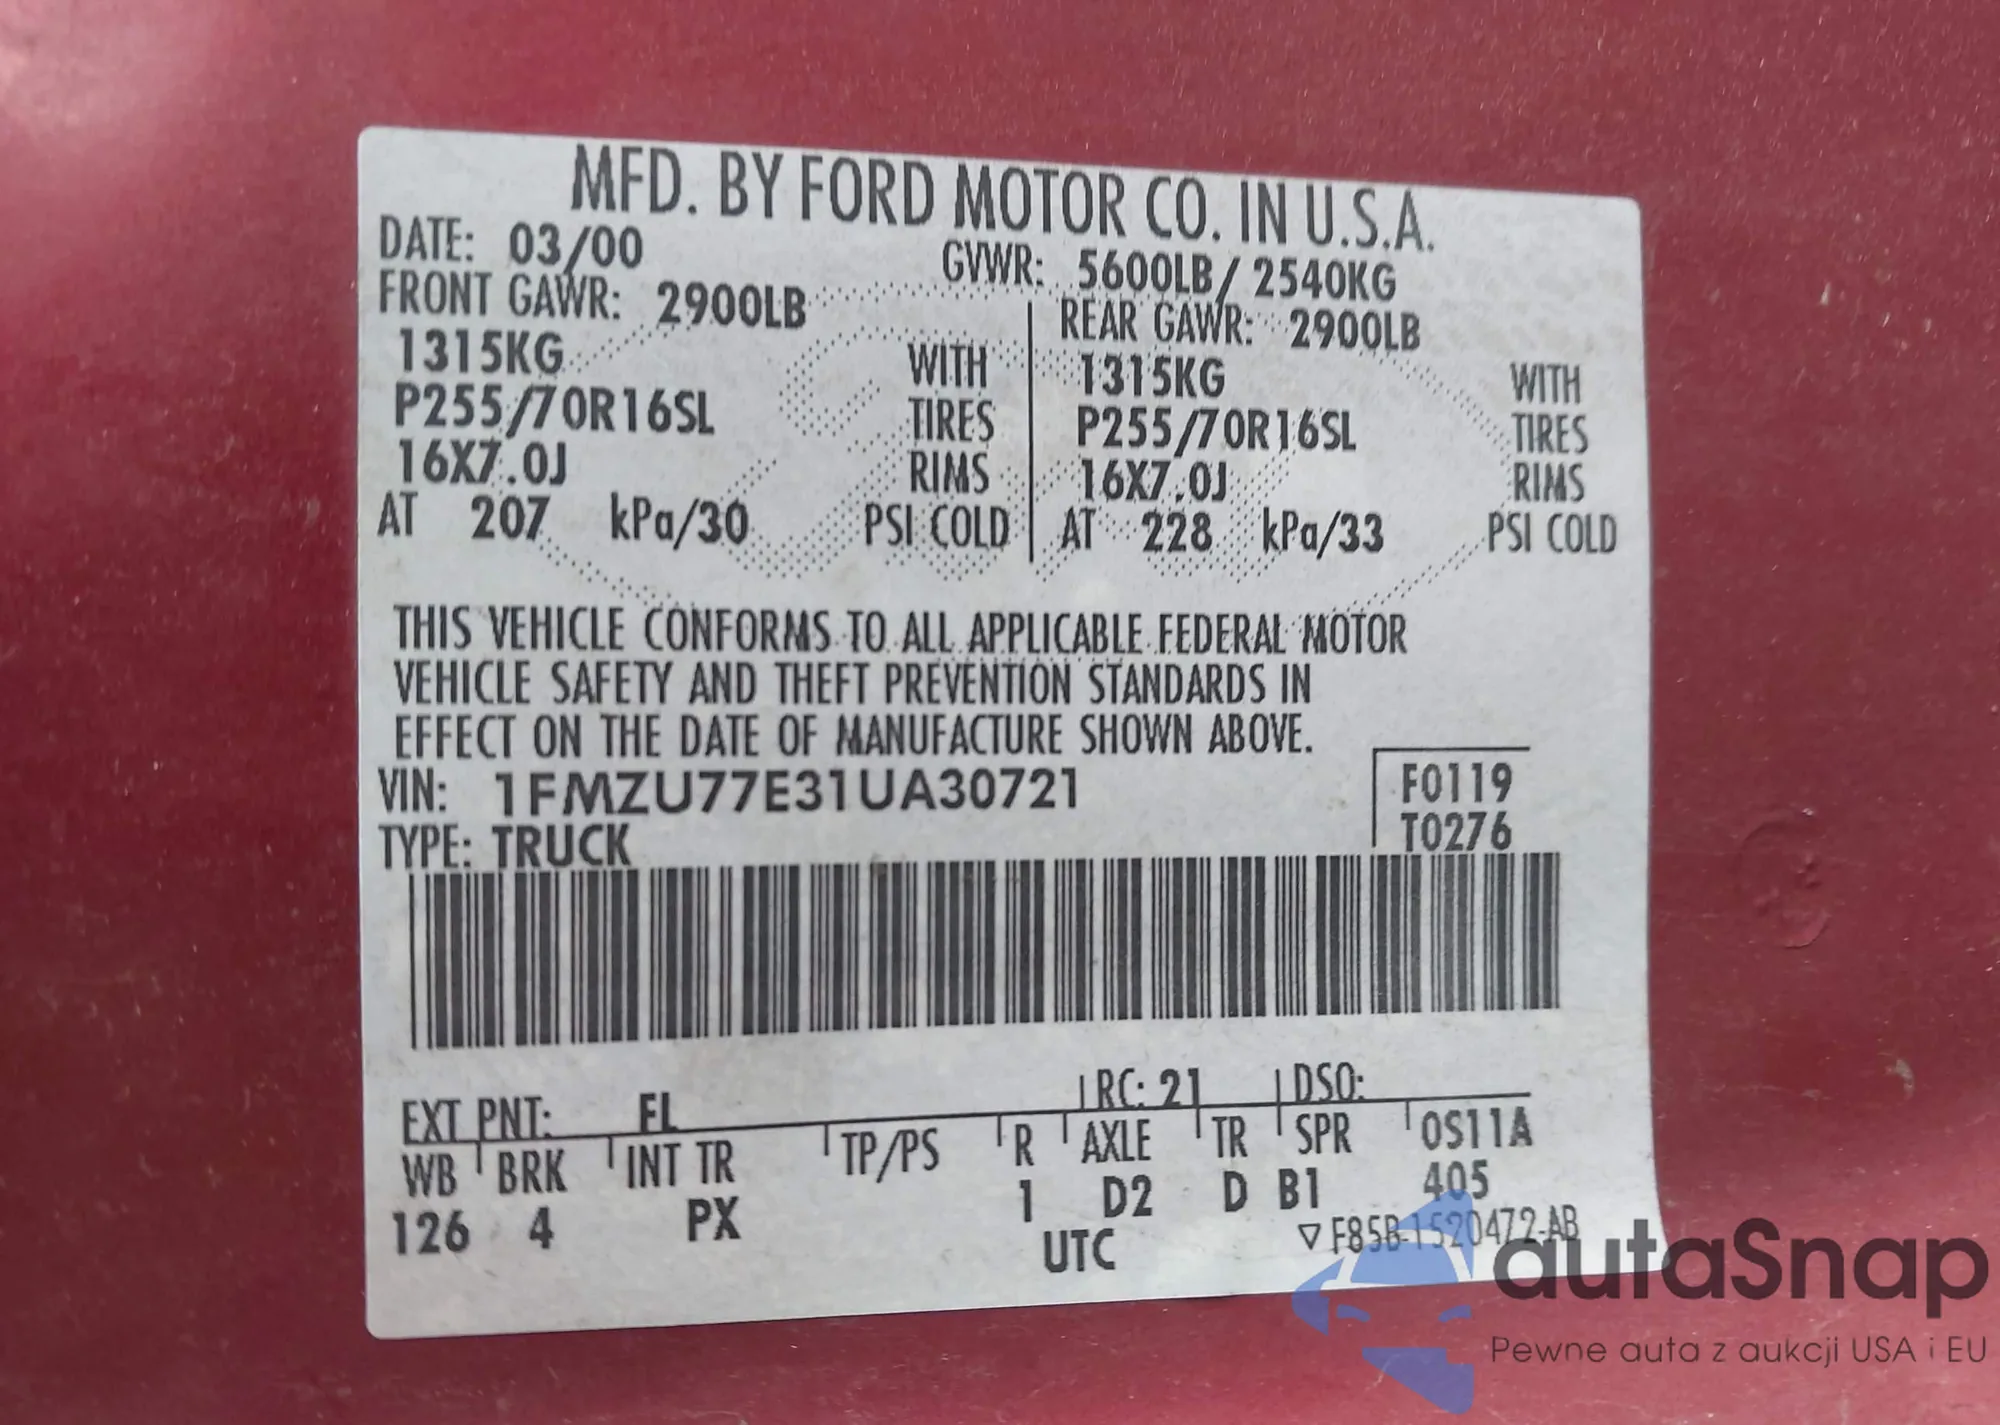 MFD. BY FORD MOTOR CO. IN U.S.A.
DATE: 03/00 GVWR: 5600LB/ 2540KG
FRONT GAWR: 2900LB REAR GAWR: 2900LB
1315KG WITH 1315KG WITH
P255/70R16SL TIRES P255/70R16SL TIRES
16X7.0J RIMS 16X7.0J RIMS
AT 207 kPa/30 PSI COLD AT 228 kPa/33 PSI COLD
THIS VEHICLE CONFORMS TO ALL APPLICABLE FEDERAL MOTOR
VEHICLE SAFETY AND THEFT PREVENTION STANDARDS IN
EFFECT ON THE DATE OF MANUFACTURE SHOWN ABOVE.
VIN: 1FMZU77E31UA30721 F0119
TYPE: TRUCK T0276
EXT PNT: FL RC: 21 DSO:
WB BRK INT TR TP/PS R AXLE TR SPR 0S11A
126 4 PX 1 D2 D B1 405
UTC ▽F85B-1520472-AB
autaSnap
Pewne auta z aukcji USA i EU